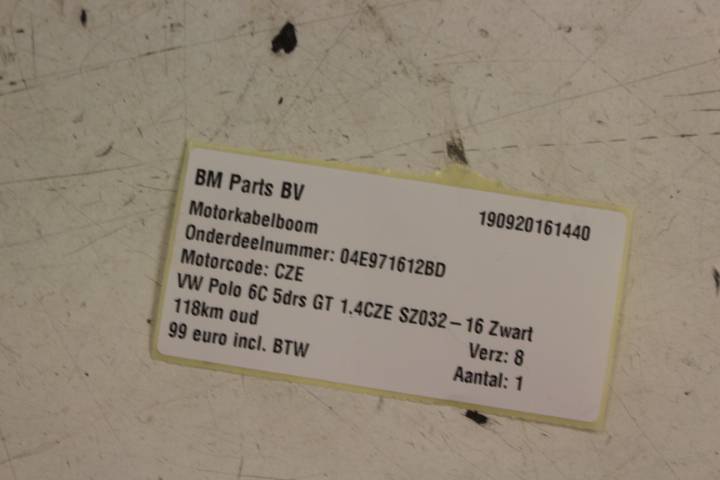 BM Parts BV
190920161440
Motorkabelboom
Onderdeelnummer: 04E971612BD
Motorcode: CZE
VW Polo 6C 5drs GT 1.4CZE SZ032-16 Zwart
118km oud
Verz: 8
99 euro incl. BTW
Aantal: 1